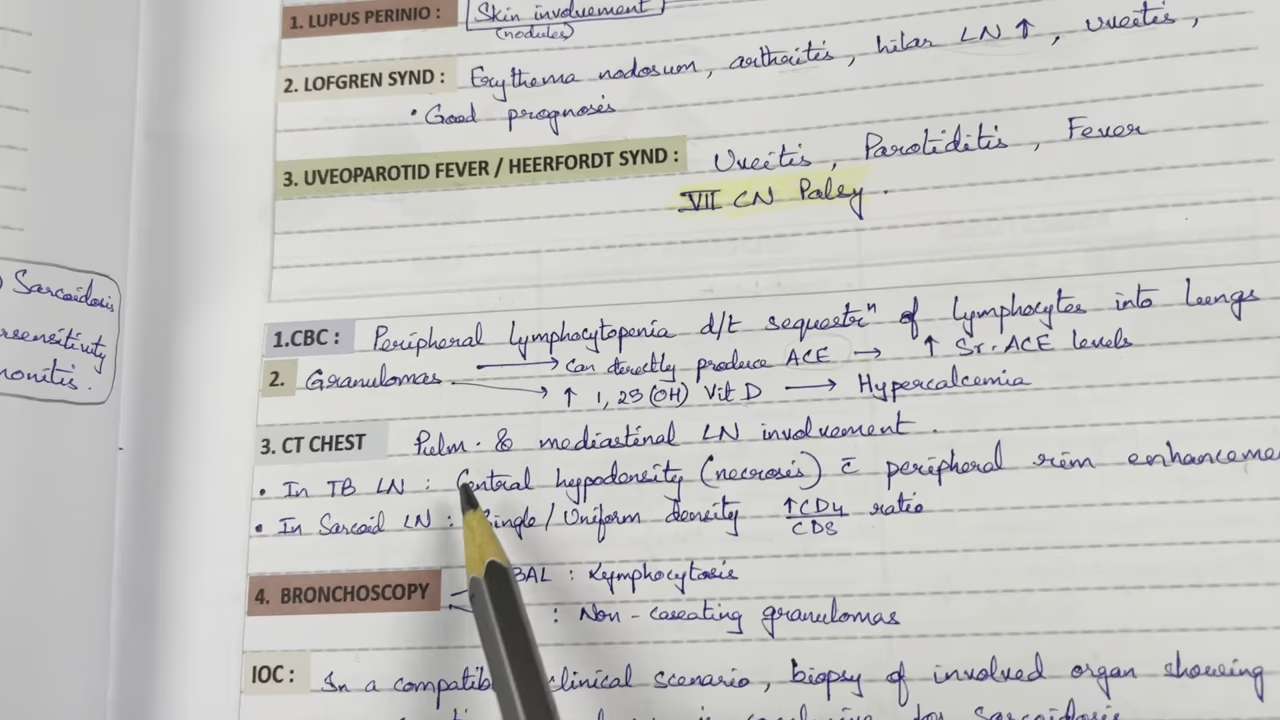 1. LUPUS PERINIO : Skin involvement
(nodules)
2. LOFGREN SYND : Erythema nodosum, arthritis, hilar LN ↑, uveitis,
• Good prognosis
3. UVEOPAROTID FEVER / HEERFORDT SYND : Uveitis, Parotiditis, Fever
VII CN Palsy.
Sarcoidosis
1.CBC : Peripheral lymphocytopenia d/t sequestrⁿ of lymphocytes into lungs
2. Granulomas → can directly produce ACE → ↑ Sr. ACE levels
→ ↑ 1,25(OH) Vit D → Hypercalcemia
3. CT CHEST Pulm. & mediastinal LN involvement.
• In TB LN : Central hypodensity (necrosis) c̄ peripheral rim enhanceme
• In Sarcoid LN : Single/Uniform density ↑CD4/CD8 ratio
4. BRONCHOSCOPY BAL : Lymphocytosis
: Non-caseating granulomas
IOC : In a compatib clinical scenario, biopsy of involved organ showing
for Sarcoidosis